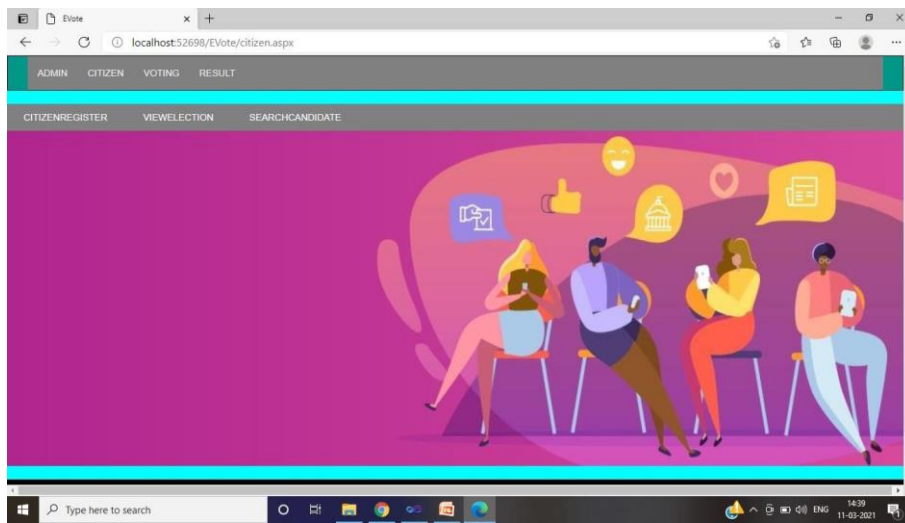 EVote
localhost:52698/EVote/citizen.aspx
ADMIN CITIZEN VOTING RESULT
CITIZENREGISTER VIEWELECTION SEARCHCANDIDATE
Type here to search
ENG
14:39
11-03-2021